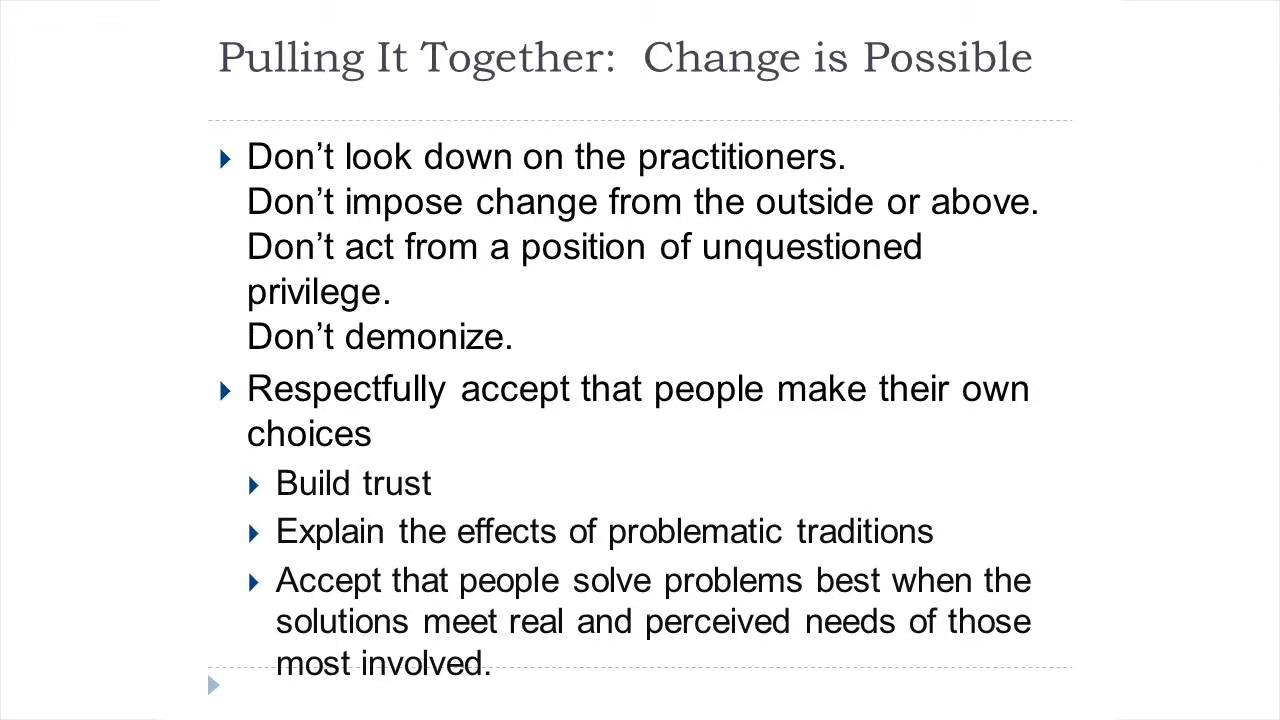 Pulling It Together:  Change is Possible
Don’t look down on the practitioners.
Don’t impose change from the outside or above.
Don’t act from a position of unquestioned
privilege.
Don’t demonize.
Respectfully accept that people make their own
choices
Build trust
Explain the effects of problematic traditions
Accept that people solve problems best when the
solutions meet real and perceived needs of those
most involved.